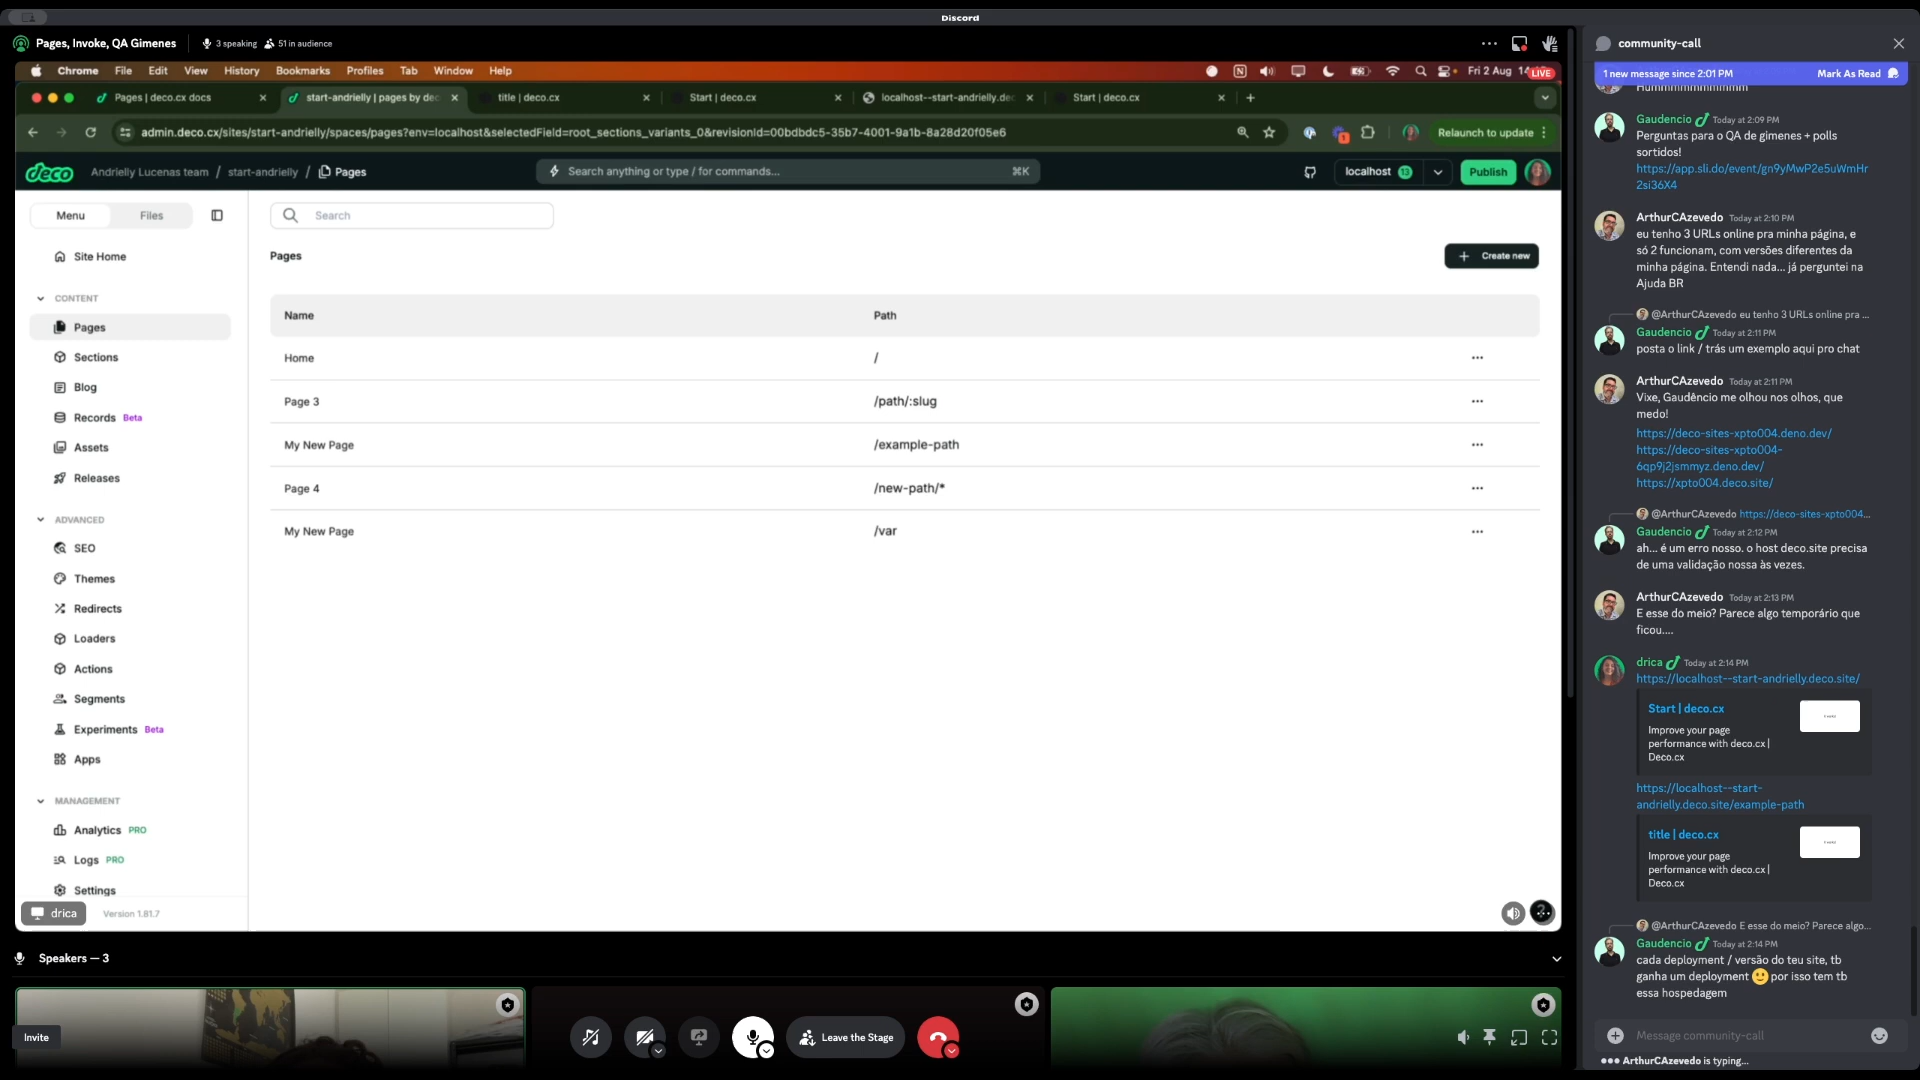 Discord
Pages, Invoke, QA Gimenes
3 speaking
51 in audience
Chrome File Edit View History Bookmarks Profiles Tab Window Help
Fri 2 Aug
LIVE
Pages | deco.cx docs
start-andrielly | pages by dec
title | deco.cx
Start | deco.cx
localhost--start-andrielly.dec
Start | deco.cx
admin.deco.cx/sites/start-andrielly/spaces/pages?env=localhost&selectedField=root_sections_variants_0&revisionId=00bdbdc5-35b7-4001-9a1b-8a28d20f05e6
Relaunch to update
deco
Andrielly Lucenas team / start-andrielly / Pages
Search anything or type / for commands...
⌘K
localhost 13
Publish
Menu
Files
Site Home
CONTENT
Pages
Sections
Blog
Records Beta
Assets
Releases
ADVANCED
SEO
Themes
Redirects
Loaders
Actions
Segments
Experiments Beta
Apps
MANAGEMENT
Analytics PRO
Logs PRO
Settings
Version 1.81.7
drica
Search
Pages
Create new
Name Path
Home /
Page 3 /path/:slug
My New Page /example-path
Page 4 /new-path/*
My New Page /var
Speakers — 3
Invite
Leave the Stage
community-call
1 new message since 2:01 PM
Mark As Read
Hummmmmmmmmm
Gaudencio Today at 2:09 PM
Perguntas para o QA de gimenes + polls
sortidos!
https://app.sli.do/event/gn9yMwP2e5uWmHr
2si36X4
ArthurCAzevedo Today at 2:10 PM
eu tenho 3 URLs online pra minha página, e
só 2 funcionam, com versões diferentes da
minha página. Entendi nada... já perguntei na
Ajuda BR
@ArthurCAzevedo eu tenho 3 URLs online pra ...
Gaudencio Today at 2:11 PM
posta o link / trás um exemplo aqui pro chat
ArthurCAzevedo Today at 2:11 PM
Vixe, Gaudêncio me olhou nos olhos, que
medo!
https://deco-sites-xpto004.deno.dev/
https://deco-sites-xpto004-
6qp9j2jsmmyz.deno.dev/
https://xpto004.deco.site/
@ArthurCAzevedo https://deco-sites-xpto004...
Gaudencio Today at 2:12 PM
ah... é um erro nosso. o host deco.site precisa
de uma validação nossa às vezes.
ArthurCAzevedo Today at 2:13 PM
E esse do meio? Parece algo temporário que
ficou....
drica Today at 2:14 PM
https://localhost--start-andrielly.deco.site/
Start | deco.cx
Improve your page
performance with deco.cx |
Deco.cx
https://localhost--start-
andrielly.deco.site/example-path
title | deco.cx
Improve your page
performance with deco.cx |
Deco.cx
@ArthurCAzevedo E esse do meio? Parece algo...
Gaudencio Today at 2:14 PM
cada deployment / versão do teu site, tb
ganha um deployment 🙂 por isso tem tb
essa hospedagem
Message community-call
ArthurCAzevedo is typing...